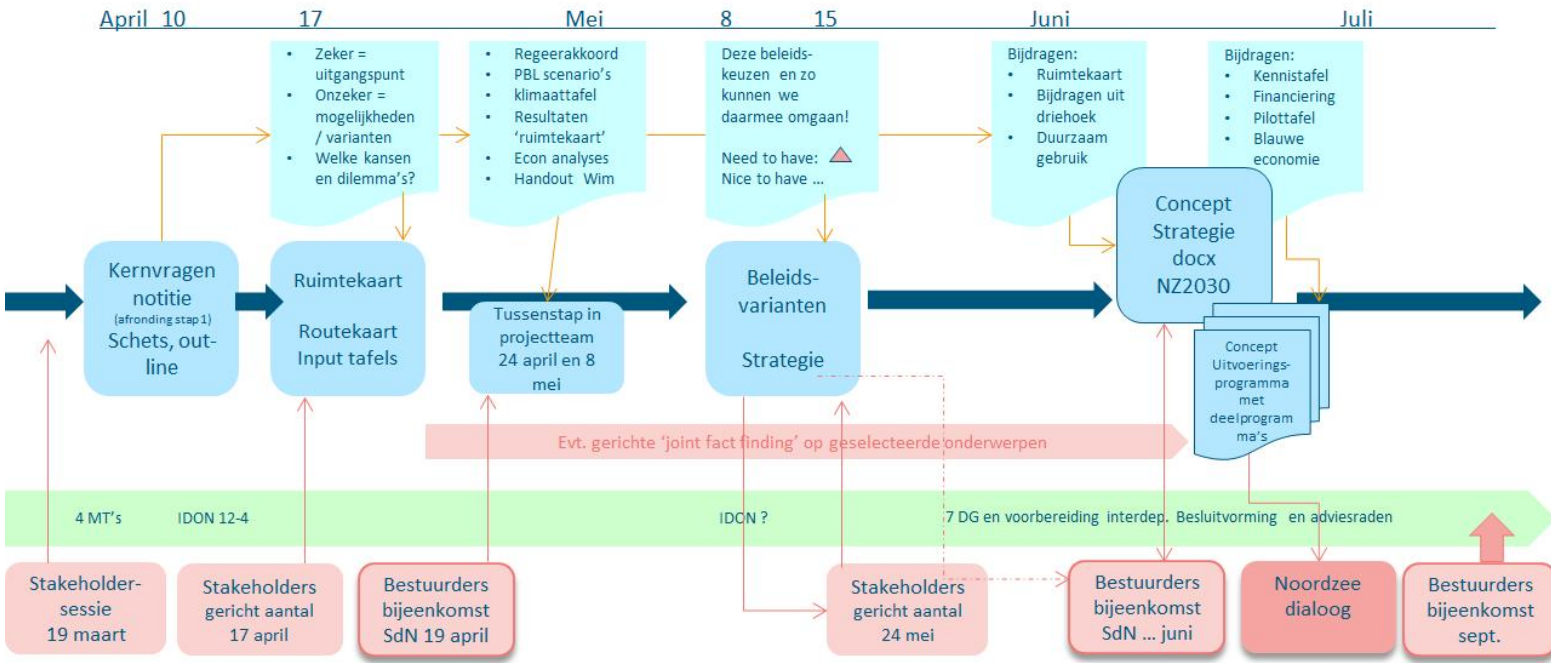 April 10 17 Mei 8 15 Juni Juli
• Zeker =
uitgangspunt
• Onzeker =
mogelijkheden
/ varianten
• Welke kansen
en dilemma's?
• Regeerakkoord
• PBL scenario's
• klimaattafel
• Resultaten
'ruimtekaart'
• Econ analyses
• Handout Wim
Deze beleids-
keuzen en zo
kunnen we
daarmee omgaan!
Need to have:
Nice to have ...
Bijdragen:
• Ruimtekaart
• Bijdragen uit
driehoek
• Duurzaam
gebruik
Bijdragen:
• Kennistafel
• Financiering
• Pilottafel
• Blauwe
economie
Kernvragen
notitie
(afronding stap 1)
Schets, out-
line
Ruimtekaart
Routekaart
Input tafels
Tussenstap in
projectteam
24 april en 8
mei
Beleids-
varianten
Strategie
Concept
Strategie
docx
NZ2030
Concept
Uitvoerings-
programma
met
deelprogram
ma's
Evt. gerichte 'joint fact finding' op geselecteerde onderwerpen
4 MT's IDON 12-4 IDON ? 7 DG en voorbereiding interdep. Besluitvorming en adviesraden
Stakeholder-
sessie
19 maart
Stakeholders
gericht aantal
17 april
Bestuurders
bijeenkomst
SdN 19 april
Stakeholders
gericht aantal
24 mei
Bestuurders
bijeenkomst
SdN ... juni
Noordzee
dialoog
Bestuurders
bijeenkomst
sept.